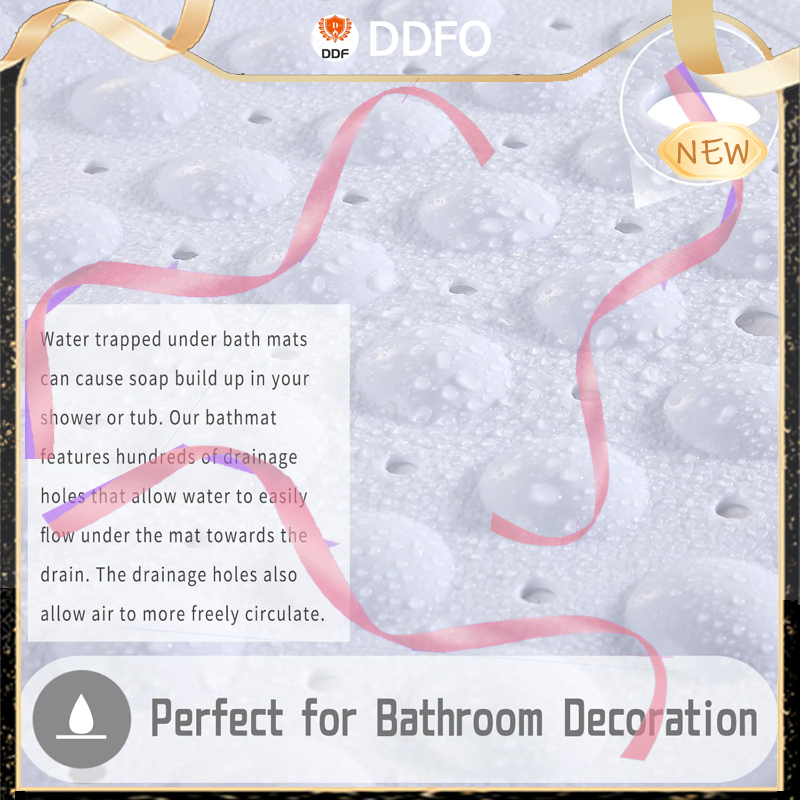 DDF
DDFO
NEW
Water trapped under bath mats
can cause soap build up in your
shower or tub. Our bathmat
features hundreds of drainage
holes that allow water to easily
flow under the mat towards the
drain. The drainage holes also
allow air to more freely circulate.
Perfect for Bathroom Decoration